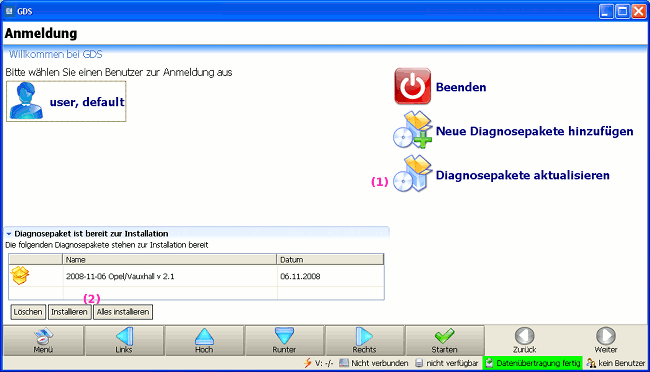 GDS
Anmeldung
Willkommen bei GDS
Bitte wählen Sie einen Benutzer zur Anmeldung aus
user, default
Beenden
Neue Diagnosepakete hinzufügen
(1) Diagnosepakete aktualisieren
Diagnosepaket ist bereit zur Installation
Die folgenden Diagnosepakete stehen zur Installation bereit
Name Datum
2008-11-06 Opel/Vauxhall v 2.1 06.11.2008
(2)
Löschen Installieren Alles installieren
Menü Links Hoch Runter Rechts Starten Zurück Weiter
V: -/- Nicht verbunden nicht verfügbar Datenübertragung fertig kein Benutzer